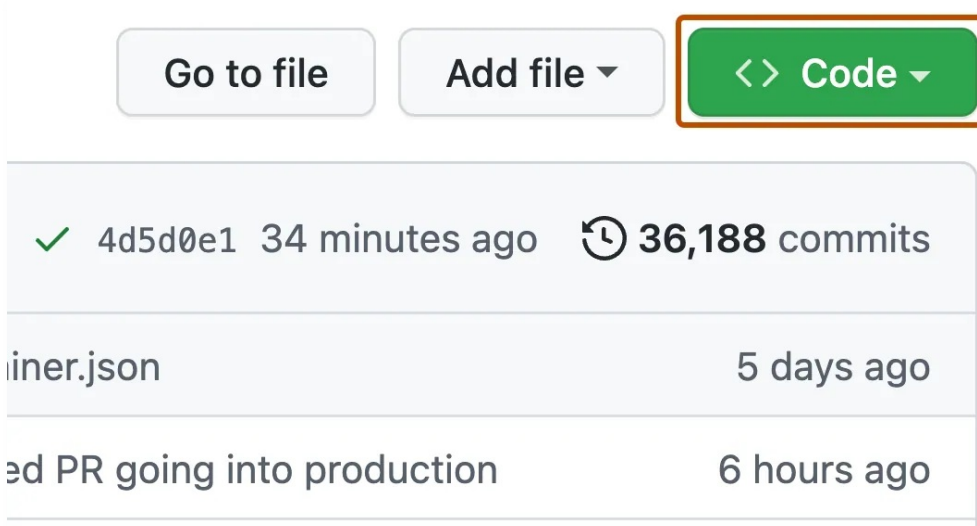 Go to file Add file <> Code
4d5d0e1 34 minutes ago 36,188 commits
iner.json 5 days ago
ed PR going into production 6 hours ago